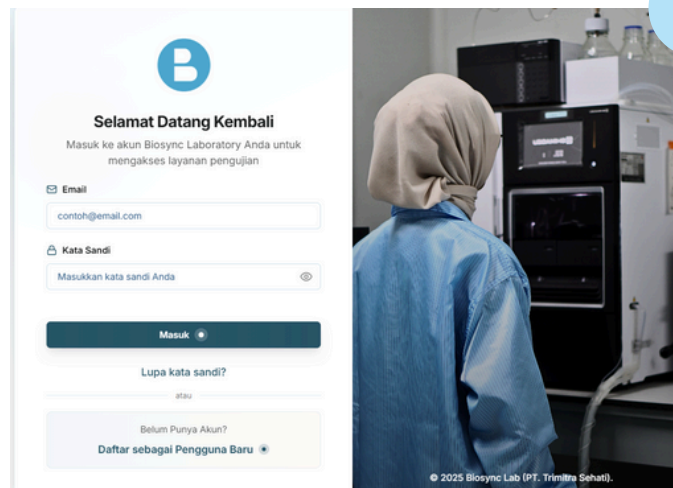 B
Selamat Datang Kembali
Masuk ke akun Biosync Laboratory Anda untuk
mengakses layanan pengujian
Email
contoh@email.com
Kata Sandi
Masukkan kata sandi Anda
Masuk
Lupa kata sandi?
atau
Belum Punya Akun?
Daftar sebagai Pengguna Baru
© 2025 Biosync Lab (PT. Trimitra Sehati).